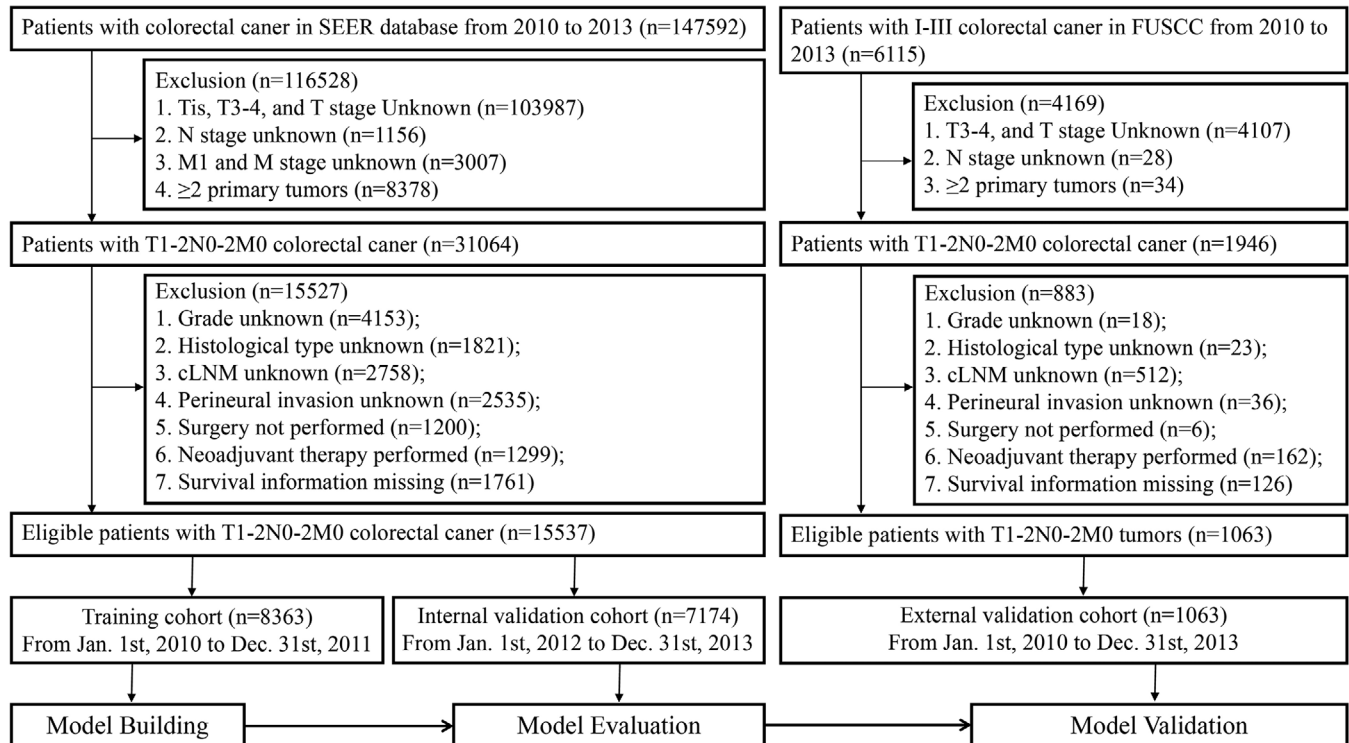 Patients with colorectal caner in SEER database from 2010 to 2013 (n=147592)
Exclusion (n=116528)
1. Tis, T3-4, and T stage Unknown (n=103987)
2. N stage unknown (n=1156)
3. M1 and M stage unknown (n=3007)
4. ≥2 primary tumors (n=8378)
Patients with T1-2N0-2M0 colorectal caner (n=31064)
Exclusion (n=15527)
1. Grade unknown (n=4153);
2. Histological type unknown (n=1821);
3. cLNM unknown (n=2758);
4. Perineural invasion unknown (n=2535);
5. Surgery not performed (n=1200);
6. Neoadjuvant therapy performed (n=1299);
7. Survival information missing (n=1761)
Eligible patients with T1-2N0-2M0 colorectal caner (n=15537)
Training cohort (n=8363)
From Jan. 1st, 2010 to Dec. 31st, 2011
Internal validation cohort (n=7174)
From Jan. 1st, 2012 to Dec. 31st, 2013
Patients with I-III colorectal caner in FUSCC from 2010 to
2013 (n=6115)
Exclusion (n=4169)
1. T3-4, and T stage Unknown (n=4107)
2. N stage unknown (n=28)
3. ≥2 primary tumors (n=34)
Patients with T1-2N0-2M0 colorectal caner (n=1946)
Exclusion (n=883)
1. Grade unknown (n=18);
2. Histological type unknown (n=23);
3. cLNM unknown (n=512);
4. Perineural invasion unknown (n=36);
5. Surgery not performed (n=6);
6. Neoadjuvant therapy performed (n=162);
7. Survival information missing (n=126)
Eligible patients with T1-2N0-2M0 tumors (n=1063)
External validation cohort (n=1063)
From Jan. 1st, 2010 to Dec. 31st, 2013
Model Building
Model Evaluation
Model Validation